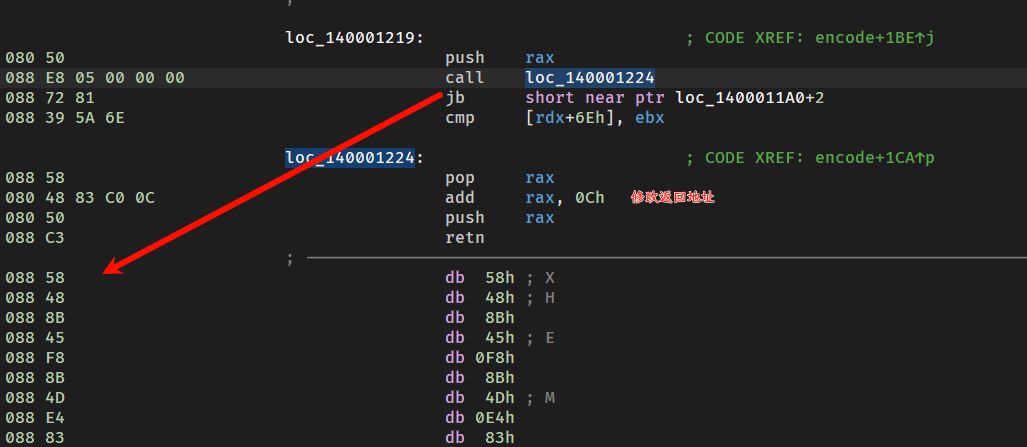 ;
loc_140001219: ; CODE XREF: encode+1BE↑j
080 50 push rax
088 E8 05 00 00 00 call loc_140001224
088 72 81 jb short near ptr loc_1400011A0+2
088 39 5A 6E cmp [rdx+6Eh], ebx
loc_140001224: ; CODE XREF: encode+1CA↑p
088 58 pop rax
080 48 83 C0 0C add rax, 0Ch 修改返回地址
080 50 push rax
088 C3 retn
;
088 58 db 58h ; X
088 48 db 48h ; H
088 8B db 8Bh
088 45 db 45h ; E
088 F8 db 0F8h
088 8B db 8Bh
088 4D db 4Dh ; M
088 E4 db 0E4h
088 83 db 83h